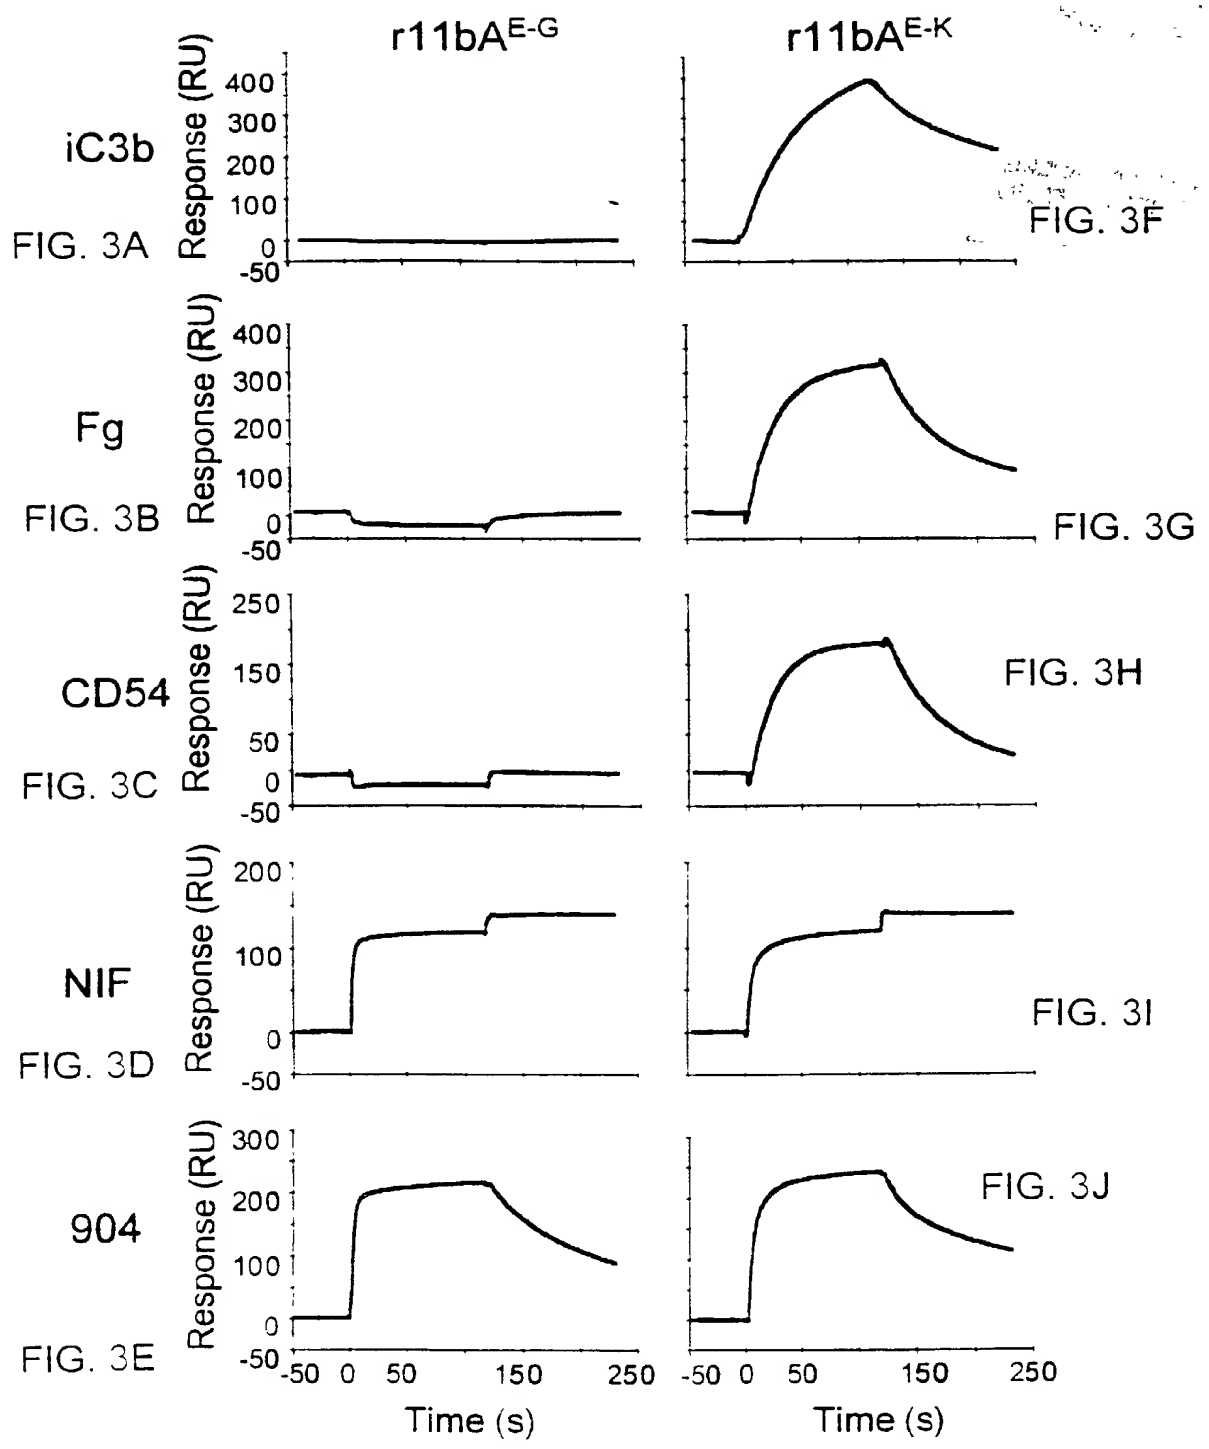 r11bA^E-G r11bA^E-K
iC3b
Response (RU)
400
300
200
100
0
-50
FIG. 3A
FIG. 3F
Fg
Response (RU)
400
300
200
100
0
-50
FIG. 3B
FIG. 3G
CD54
Response (RU)
250
150
50
0
-50
FIG. 3C
FIG. 3H
NIF
Response (RU)
200
100
0
-50
FIG. 3D
FIG. 3I
904
Response (RU)
300
200
100
0
-50
FIG. 3E
FIG. 3J
-50 0 50 150 250 -50 0 50 150 250
Time (s) Time (s)